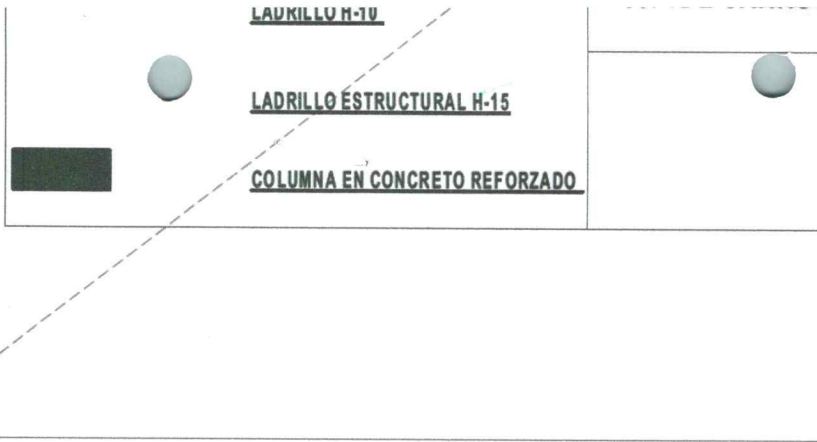 LADRILLO H-10
LADRILLO ESTRUCTURAL H-15
COLUMNA EN CONCRETO REFORZADO